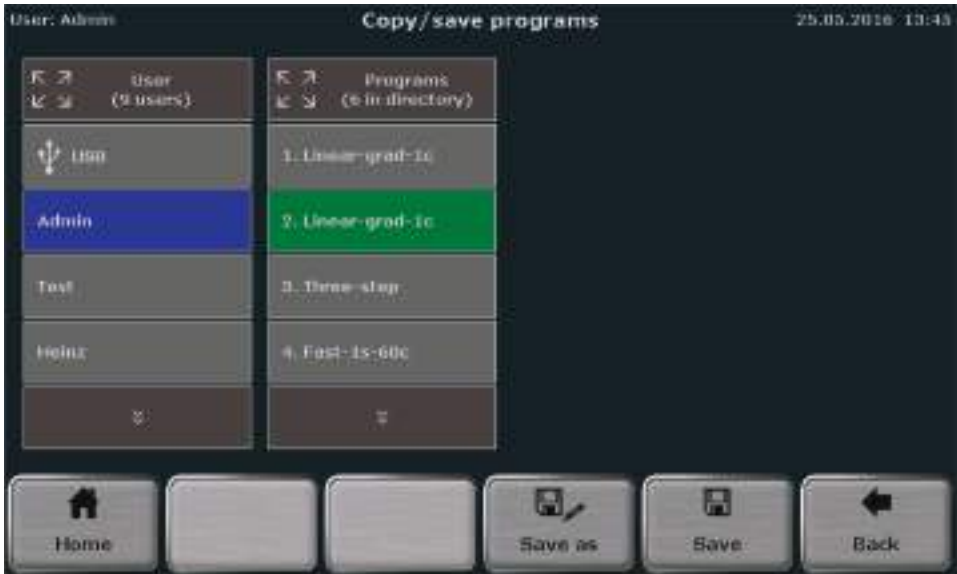 User: Admin
Copy/save programs
25.05.2016 13:43
User
(9 users)
Programs
(6 in directory)
USB
1. Linear-grad-1c
Admin
2. Linear-grad-1c
Test
3. Three-step
Heinz
4. Fast-1s-60c
Home
Save as
Save
Back